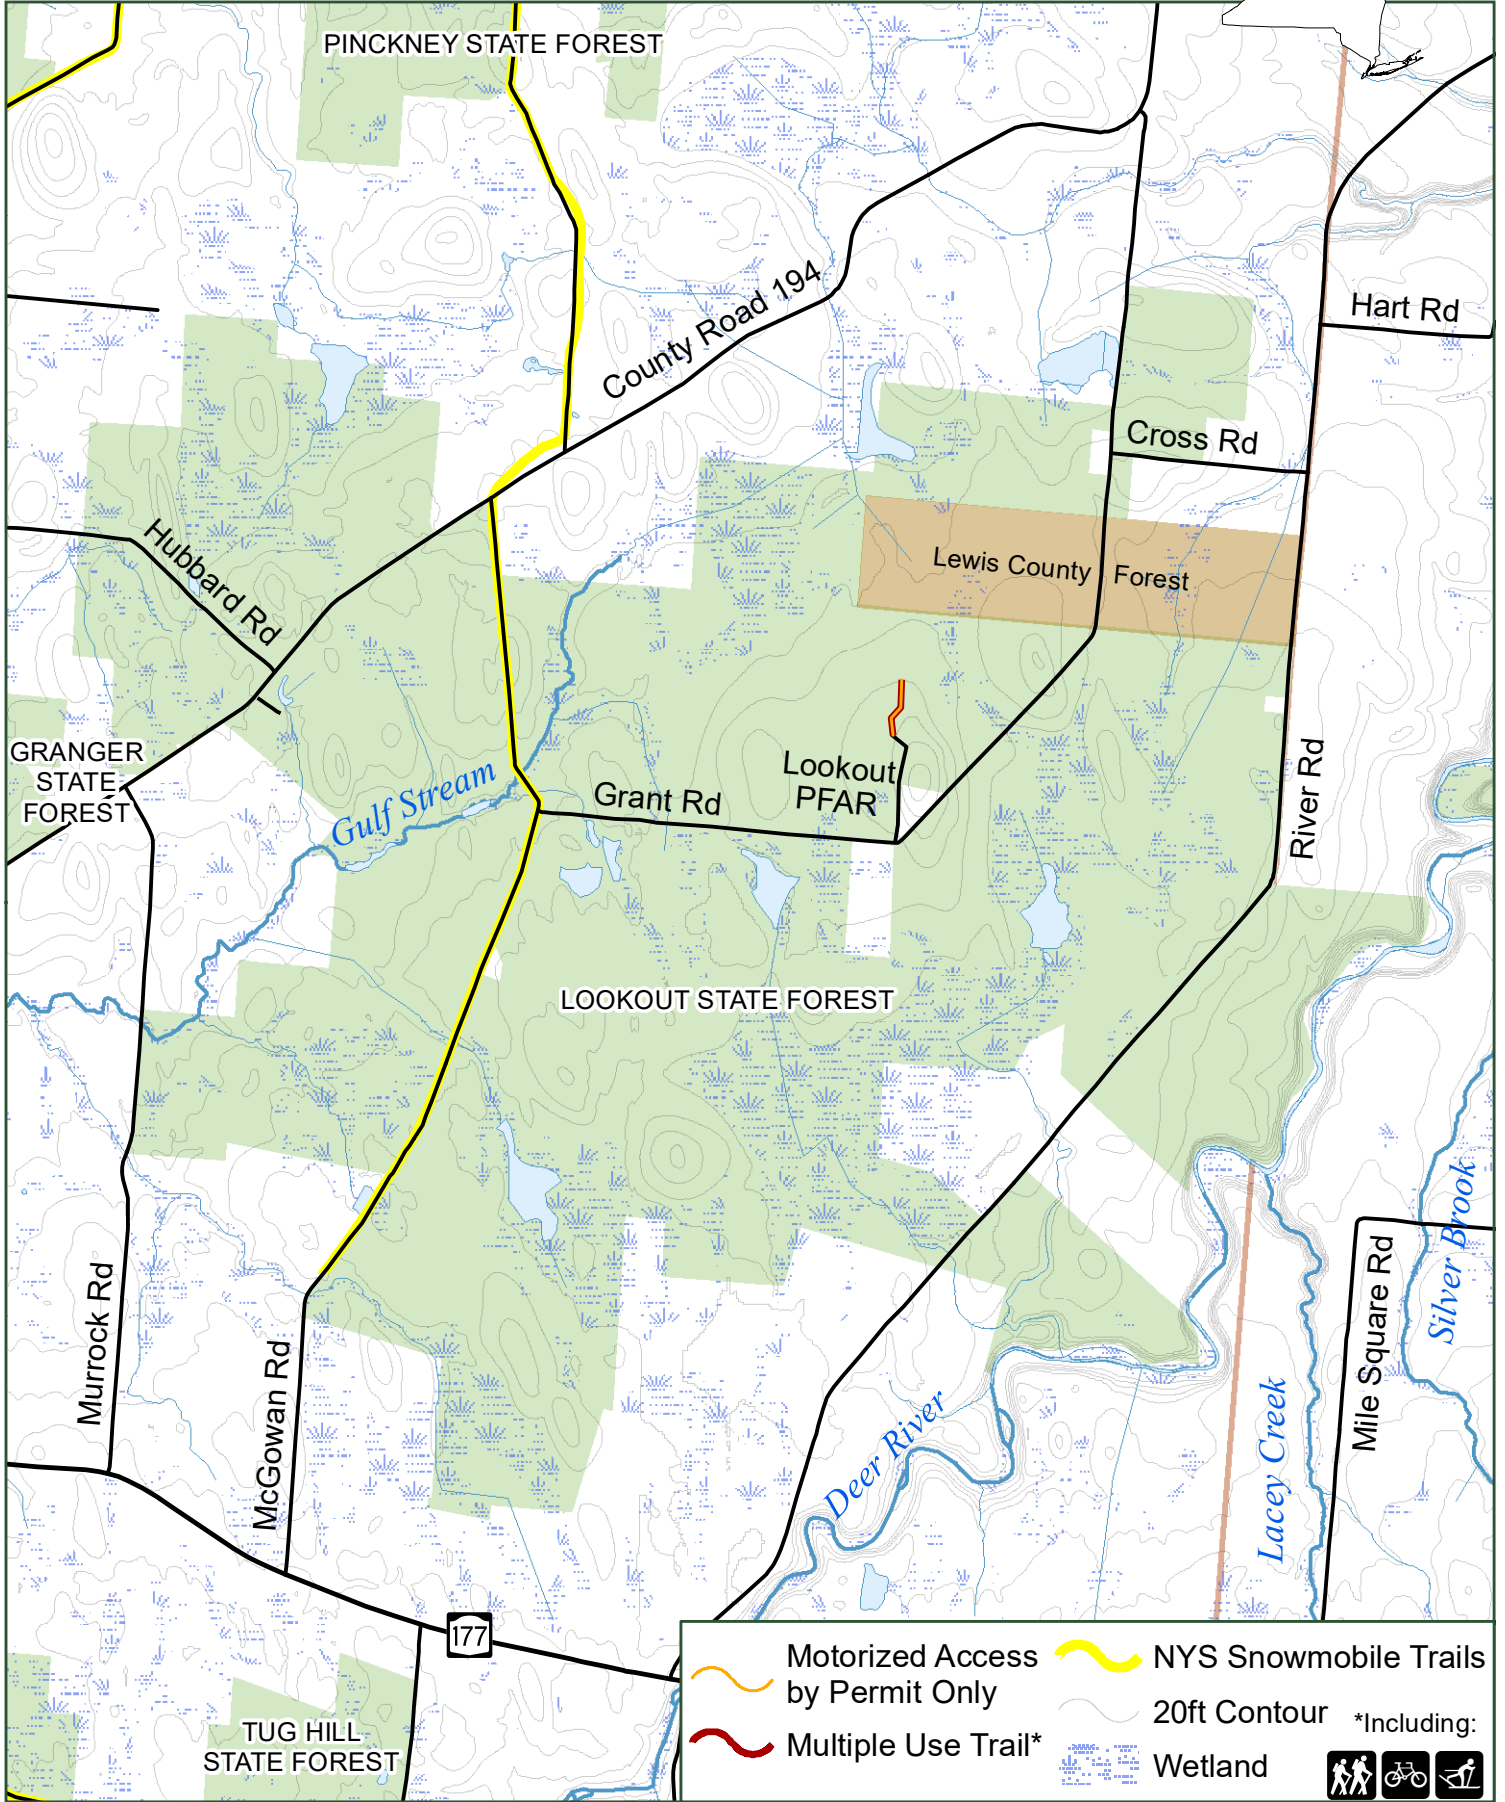 PINCKNEY STATE FOREST
County Road 194
Hart Rd
Cross Rd
Hubbard Rd
Lewis County Forest
GRANGER
STATE
FOREST
Gulf Stream
Grant Rd
Lookout
PFAR
River Rd
LOOKOUT STATE FOREST
Silver Brook
Murrock Rd
McGowan Rd
Mile Square Rd
Deer River
Lacey Creek
177
TUG HILL
STATE FOREST
Motorized Access
by Permit Only
Multiple Use Trail*
NYS Snowmobile Trails
20ft Contour
Wetland
*Including: